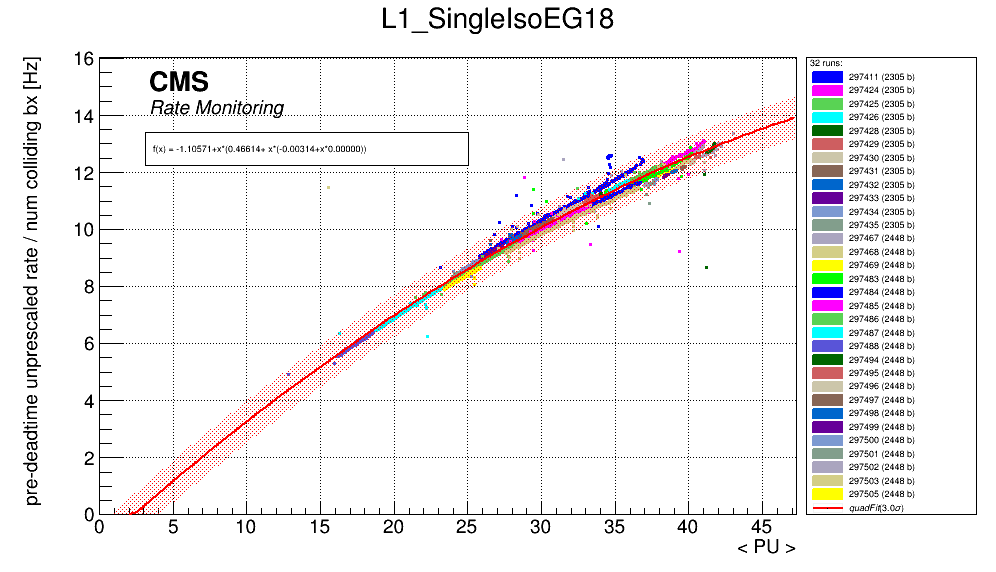 L1_SingleIsoEG18
pre-deadtime unprescaled rate / num colliding bx [Hz]
CMS
Rate Monitoring
f(x) = -1.10571+x*(0.46614+ x*(-0.00314+x*0.00000))
16
14
12
10
8
6
4
2
0
0 5 10 15 20 25 30 35 40 45
< PU >
32 runs:
297411 (2305 b)
297424 (2305 b)
297425 (2305 b)
297426 (2305 b)
297428 (2305 b)
297429 (2305 b)
297430 (2305 b)
297431 (2305 b)
297432 (2305 b)
297433 (2305 b)
297434 (2305 b)
297435 (2305 b)
297467 (2448 b)
297468 (2448 b)
297469 (2448 b)
297483 (2448 b)
297484 (2448 b)
297485 (2448 b)
297486 (2448 b)
297487 (2448 b)
297488 (2448 b)
297494 (2448 b)
297495 (2448 b)
297496 (2448 b)
297497 (2448 b)
297498 (2448 b)
297499 (2448 b)
297500 (2448 b)
297501 (2448 b)
297502 (2448 b)
297503 (2448 b)
297505 (2448 b)
quadFit(3.0σ)